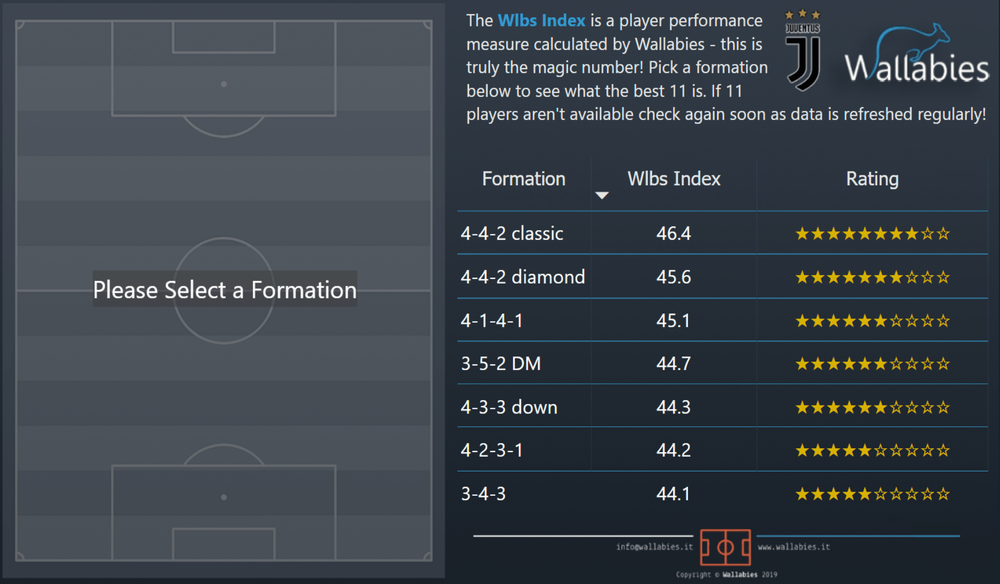 The Wlbs Index is a player performance
measure calculated by Wallabies - this is
truly the magic number! Pick a formation
below to see what the best 11 is. If 11
players aren't available check again soon as data is refreshed regularly!
JUVENTUS
Wallabies
Please Select a Formation
Formation Wlbs Index Rating
4-4-2 classic 46.4 ★★★★★★★★☆☆
4-4-2 diamond 45.6 ★★★★★★★☆☆☆
4-1-4-1 45.1 ★★★★★★☆☆☆☆
3-5-2 DM 44.7 ★★★★★★☆☆☆☆
4-3-3 down 44.3 ★★★★★★☆☆☆☆
4-2-3-1 44.2 ★★★★★☆☆☆☆☆
3-4-3 44.1 ★★★★★☆☆☆☆☆
info@wallabies.it www.wallabies.it
Copyright © Wallabies 2019